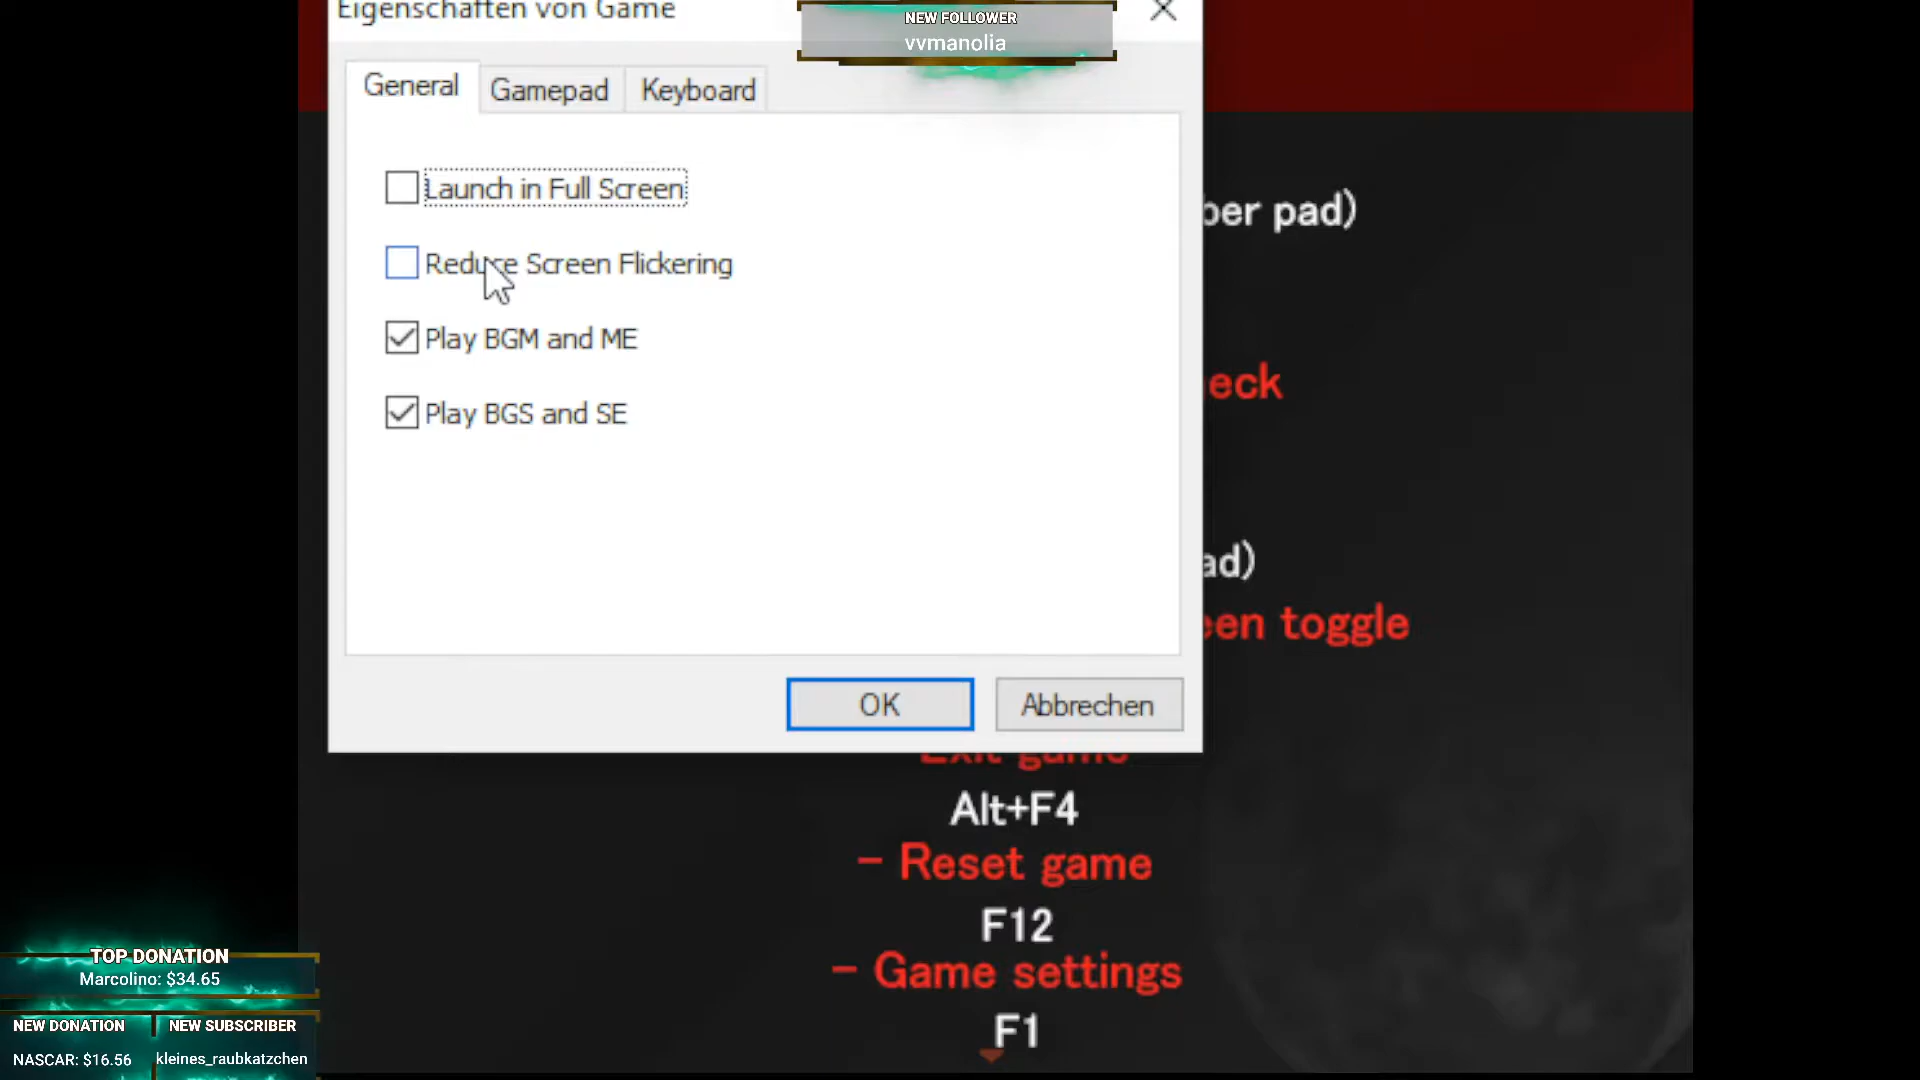 Eigenschaften von Game
NEW FOLLOWER
vvmanolia
General
Gamepad
Keyboard
Launch in Full Screen
Reduce Screen Flickering
Play BGM and ME
Play BGS and SE
OK
Abbrechen
ber pad)
eck
ad)
een toggle
Exit game
Alt+F4
- Reset game
F12
- Game settings
F1
TOP DONATION
Marcolino: $34.65
NEW DONATION
NASCAR: $16.56
NEW SUBSCRIBER
kleines_raubkatzchen